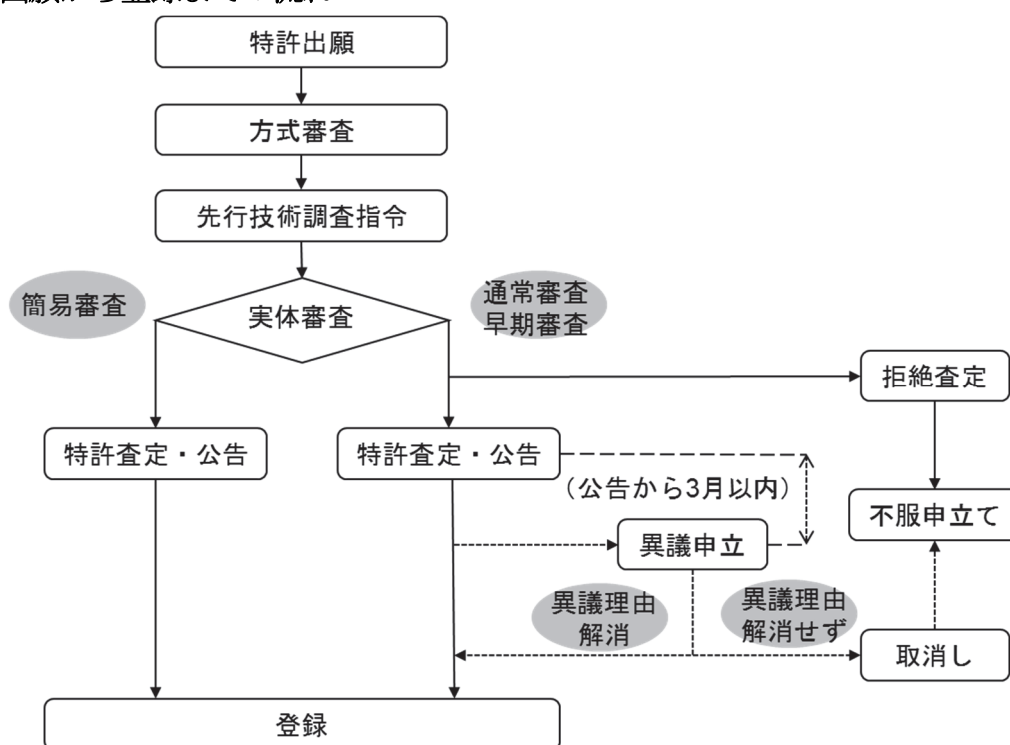 特許出願
方式審査
先行技術調査指令
簡易審査
実体審査
通常審査
早期審査
拒絶査定
特許査定・公告
特許査定・公告
（公告から3月以内）
不服申立て
異議申立
異議理由
解消
異議理由
解消せず
取消し
登録